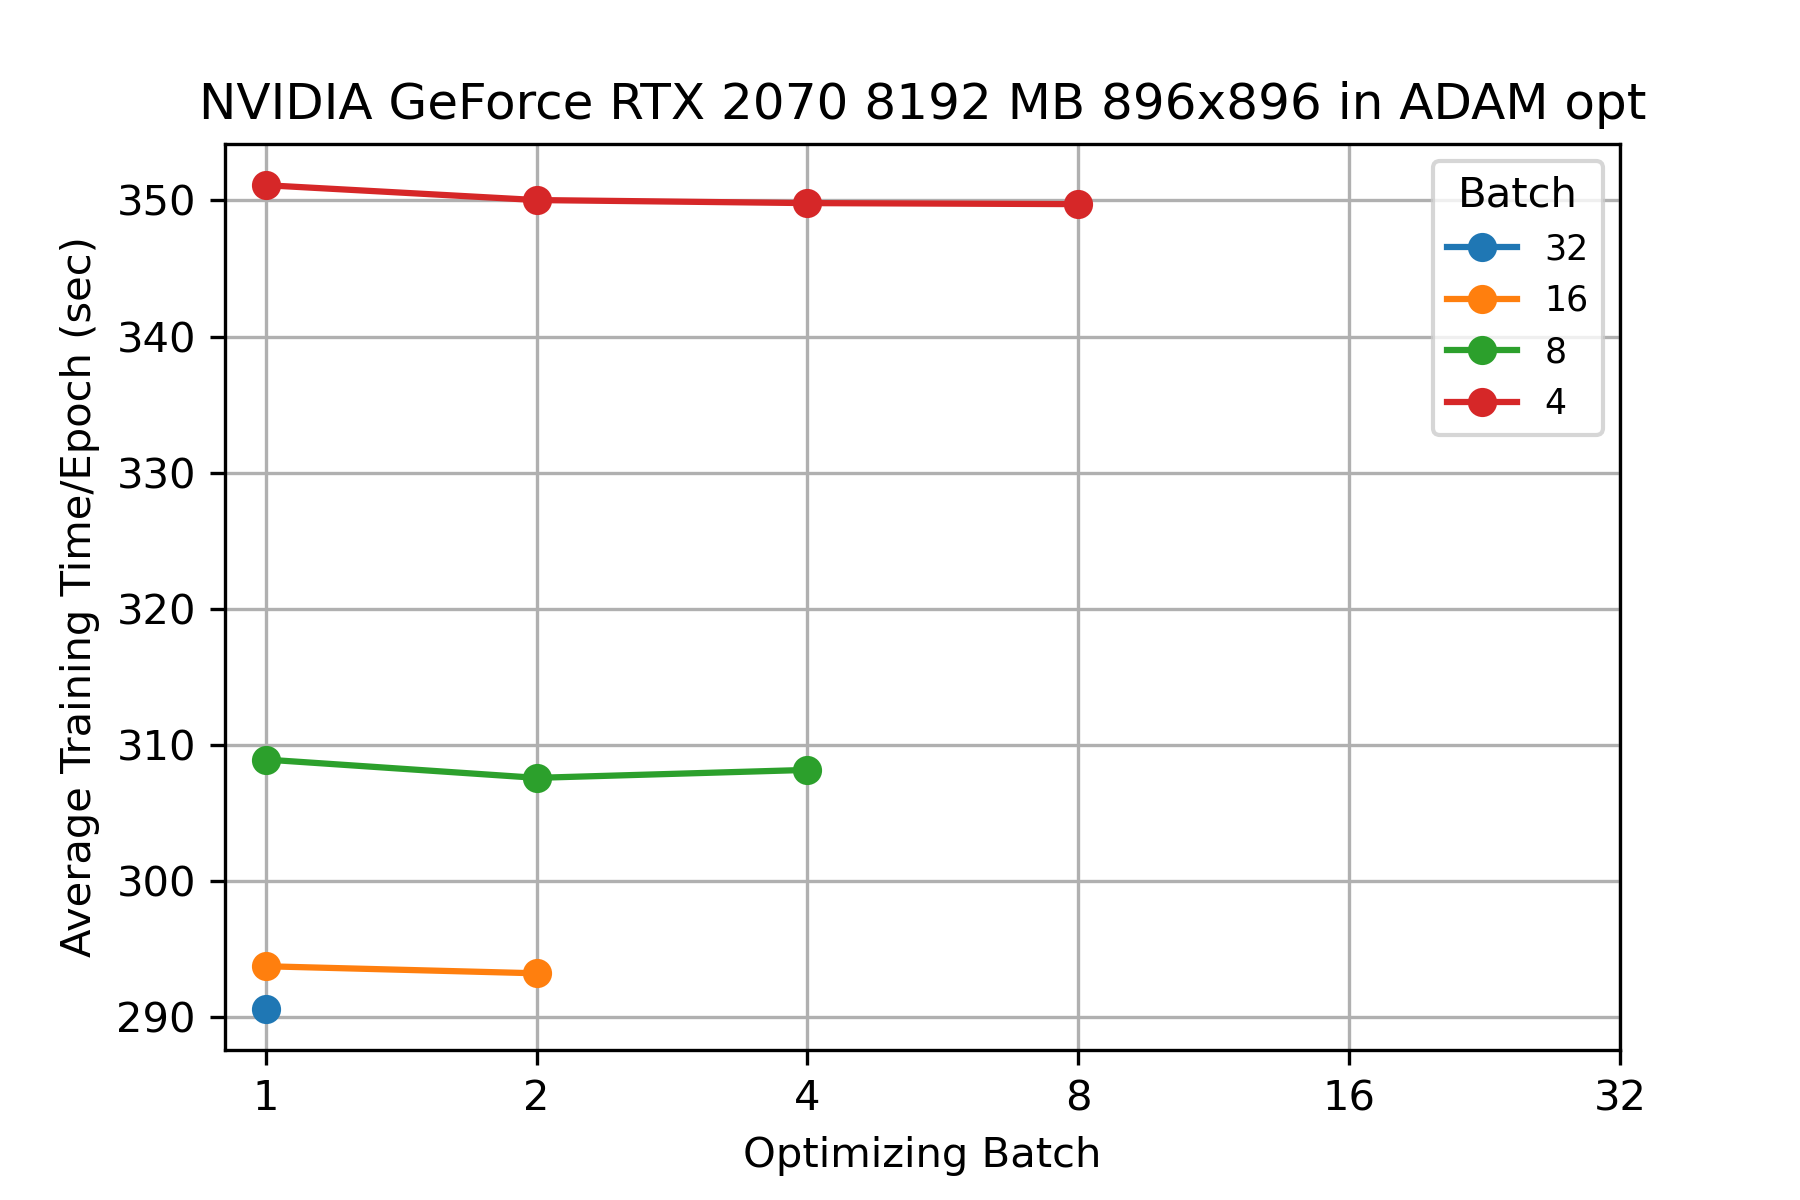 NVIDIA GeForce RTX 2070 8192 MB 896x896 in ADAM opt
Average Training Time/Epoch (sec)
350
340
330
320
310
300
290
Batch
32
16
8
4
1 2 4 8 16 32
Optimizing Batch